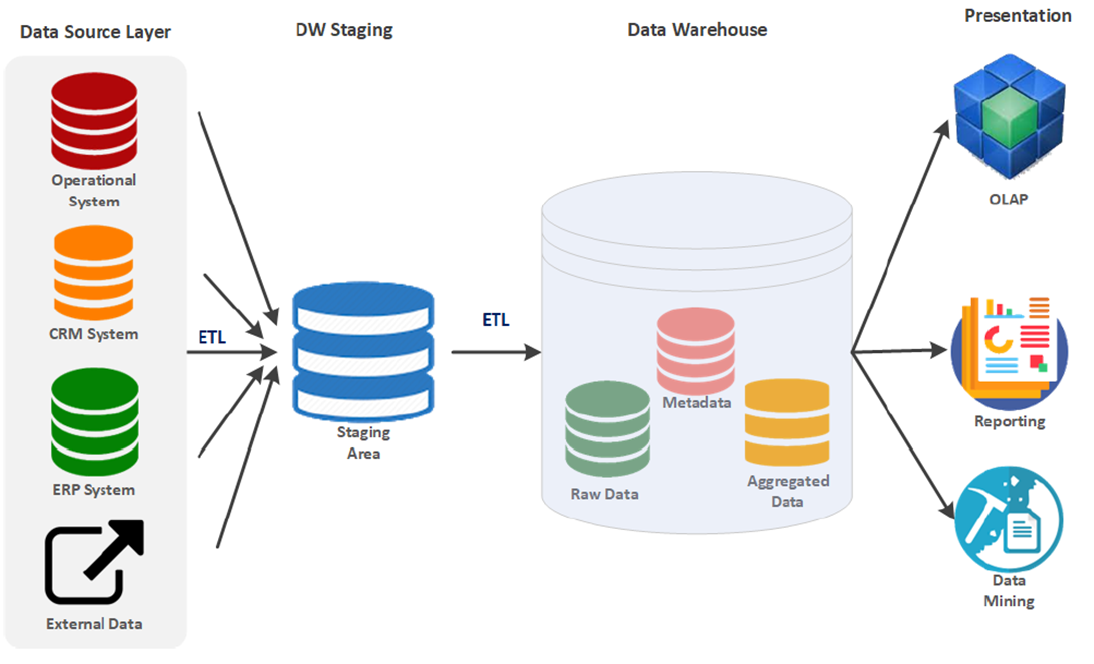 Data Source Layer
DW Staging
Data Warehouse
Presentation
Operational
System
CRM System
ERP System
External Data
ETL
Staging
Area
ETL
Metadata
Raw Data
Aggregated
Data
OLAP
Reporting
Data
Mining